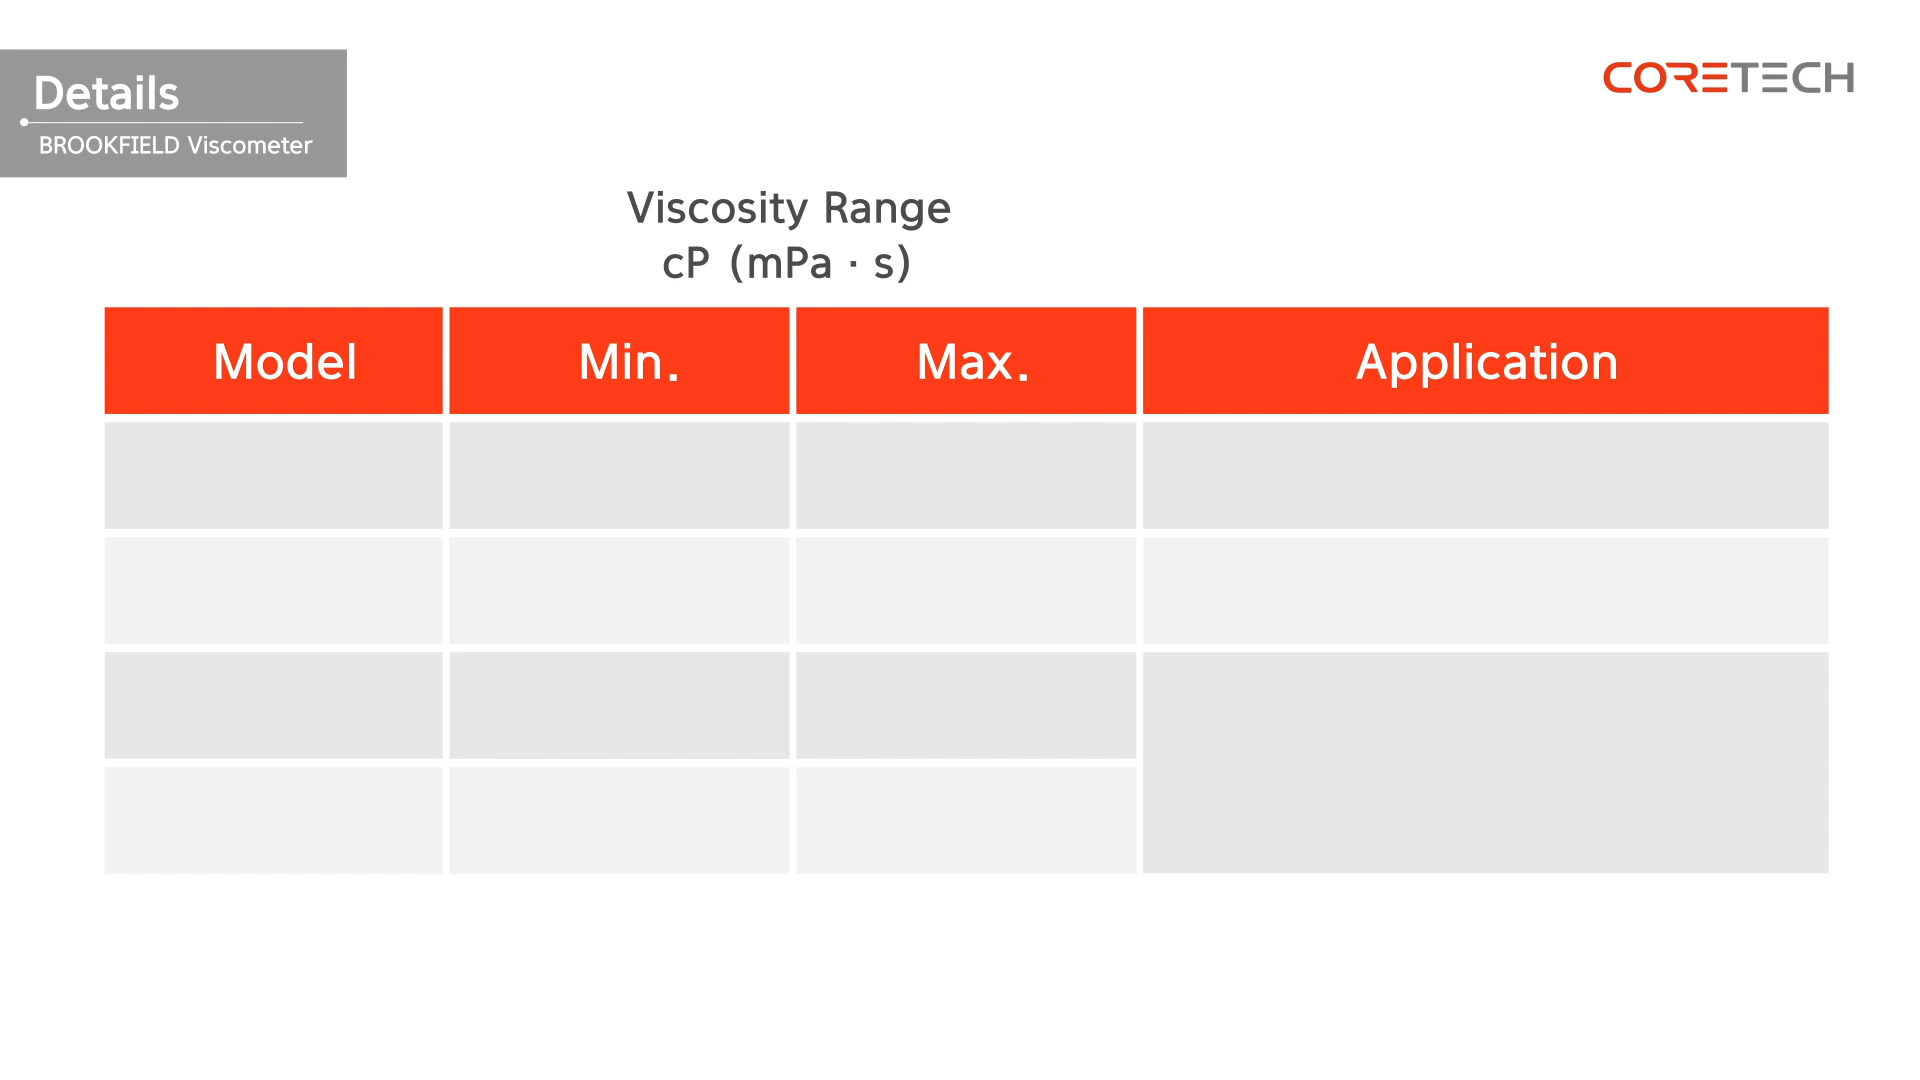 Details
BROOKFIELD Viscometer
CORETECH
Viscosity Range
cP (mPa · s)
Model
Min.
Max.
Application